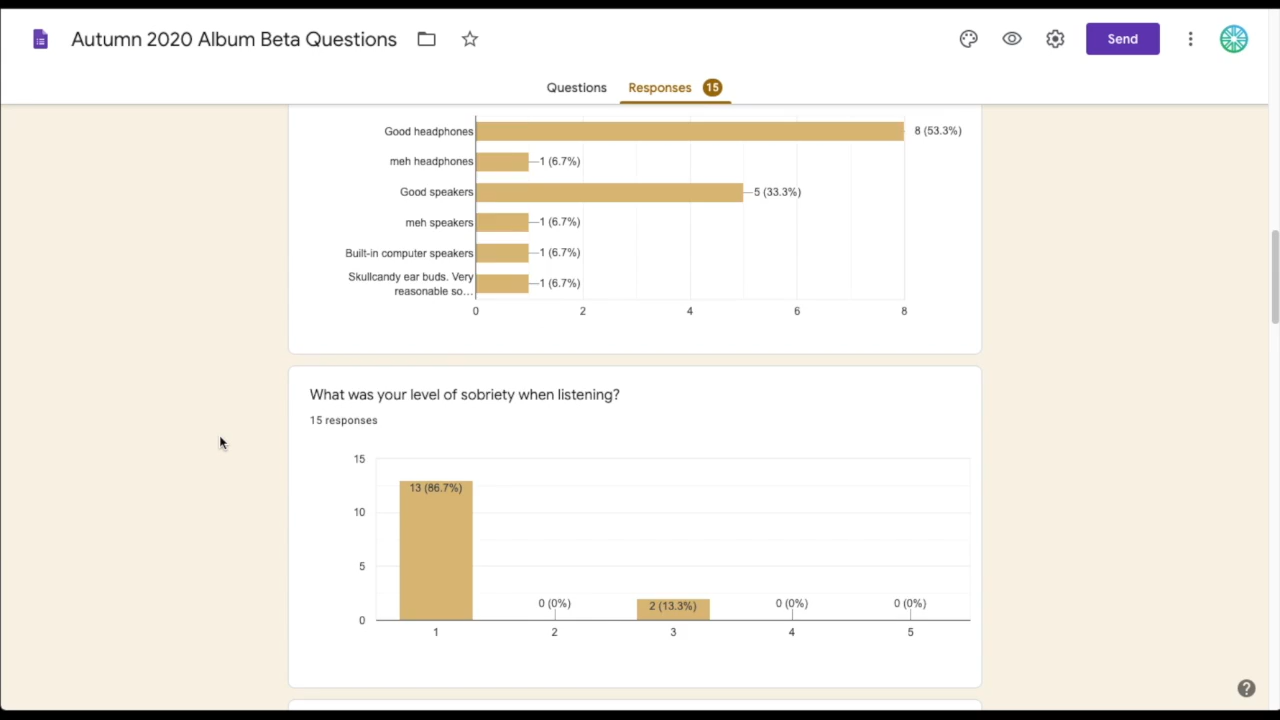 Autumn 2020 Album Beta Questions
Send
Questions
Responses 15
Good headphones 8 (53.3%)
meh headphones 1 (6.7%)
Good speakers 5 (33.3%)
meh speakers 1 (6.7%)
Built-in computer speakers 1 (6.7%)
Skullcandy ear buds. Very
reasonable so... 1 (6.7%)
0 2 4 6 8
What was your level of sobriety when listening?
15 responses
15
13 (86.7%)
10
5
0 (0%) 2 (13.3%) 0 (0%) 0 (0%)
0
1 2 3 4 5
?